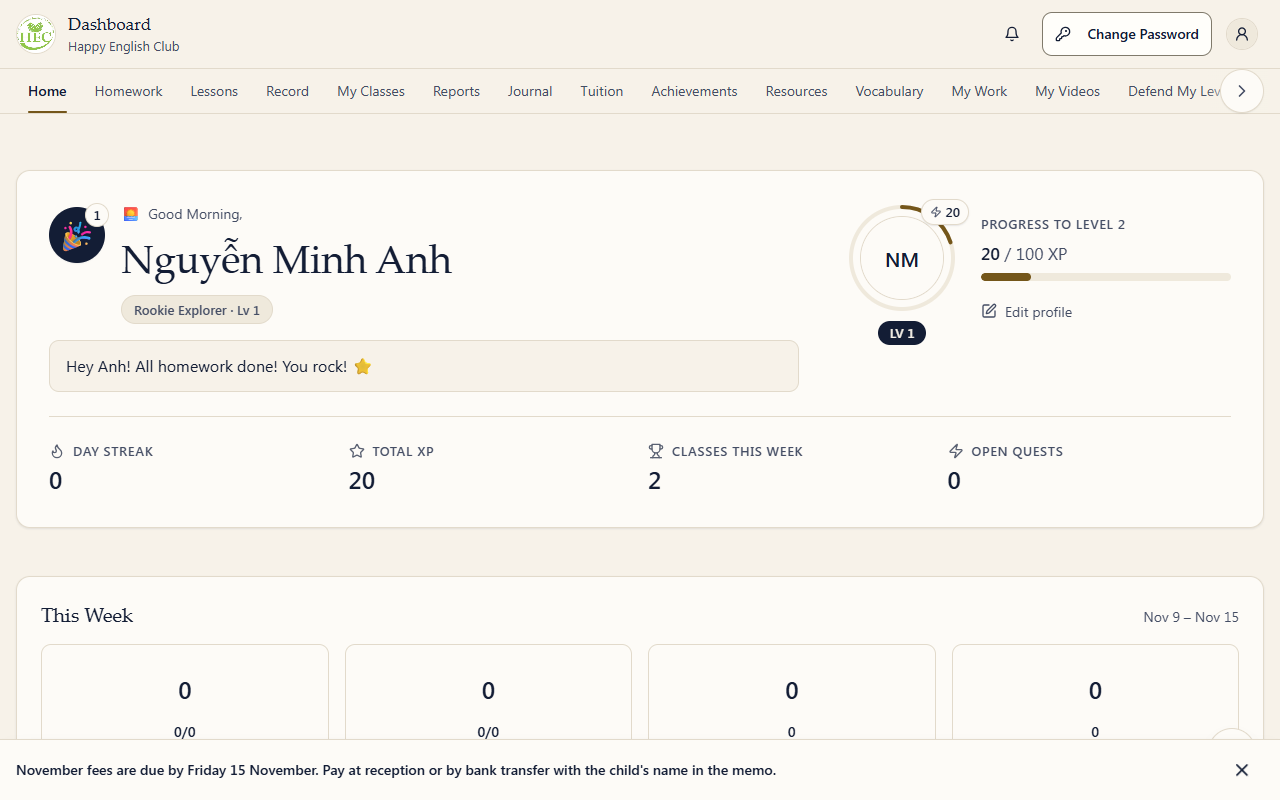 HEC
Dashboard
Happy English Club
Change Password
Home
Homework
Lessons
Record
My Classes
Reports
Journal
Tuition
Achievements
Resources
Vocabulary
My Work
My Videos
Defend My Lev
1
Good Morning,
Nguyễn Minh Anh
Rookie Explorer · Lv 1
Hey Anh! All homework done! You rock! ⭐
20
NM
LV 1
PROGRESS TO LEVEL 2
20 / 100 XP
Edit profile
DAY STREAK
0
TOTAL XP
20
CLASSES THIS WEEK
2
OPEN QUESTS
0
This Week
Nov 9 – Nov 15
0
0/0
0
0/0
0
0
0
0
November fees are due by Friday 15 November. Pay at reception or by bank transfer with the child's name in the memo.